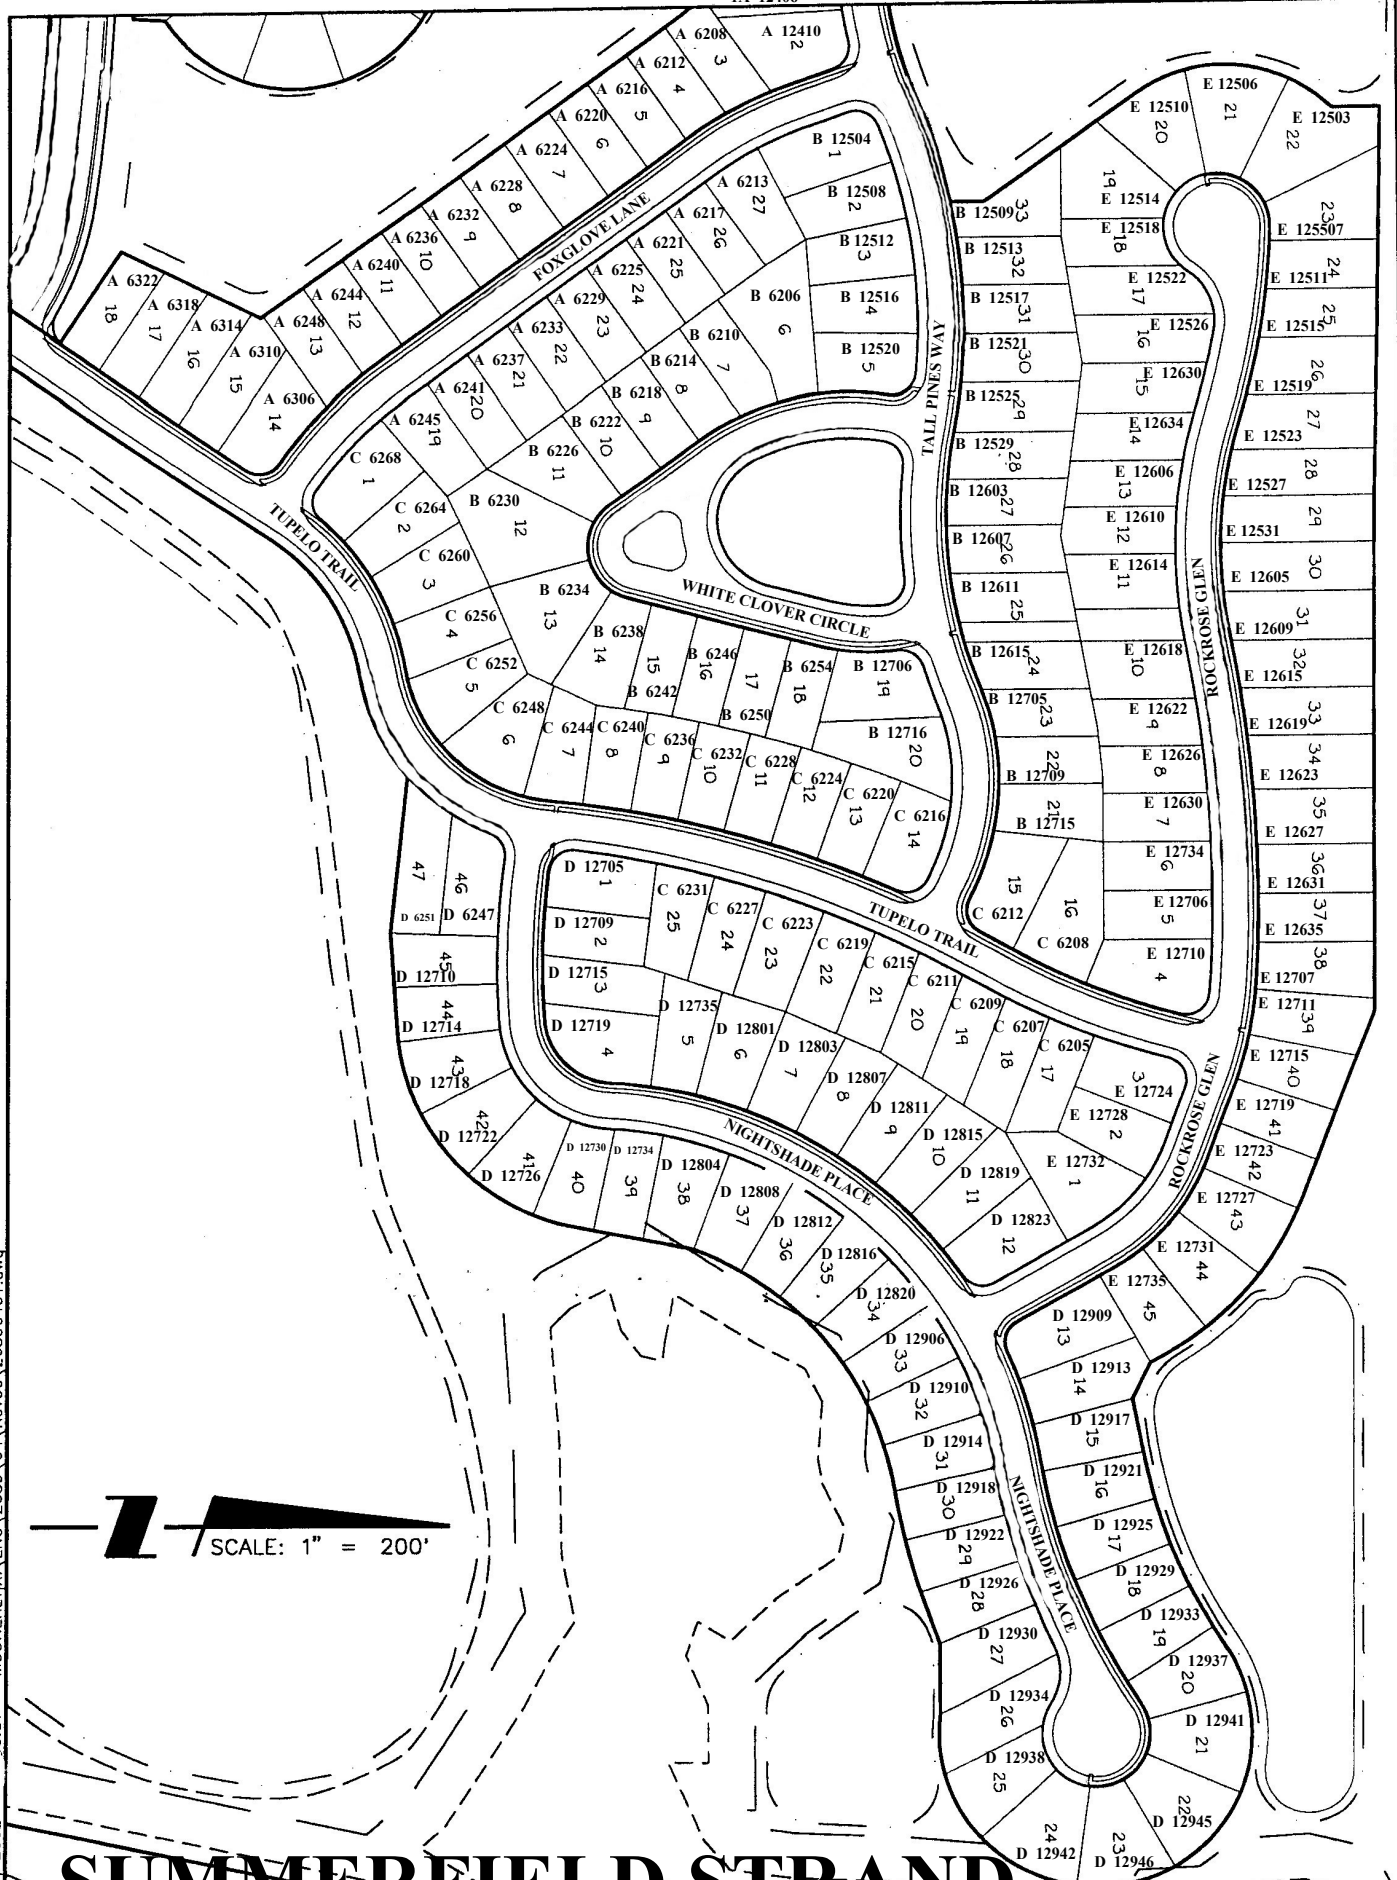 A 12410
2
A 6208
3
A 6212
4
A 6216
5
A 6220
6
A 6224
7
A 6228
8
A 6232
9
A 6236
10
A 6240
11
A 6244
12
A 6248
13
A 6322
18
A 6318
17
A 6314
16
A 6310
15
A 6306
14
FOXGLOVE LANE
A 6213
27
A 6217
26
A 6221
25
A 6225
24
A 6229
23
A 6233
22
A 6237
21
A 6241
20
A 6245
19
B 12504
1
B 12508
2
B 12512
3
B 12516
4
B 12520
5
B 6206
6
B 6210
7
B 6214
8
B 6218
9
B 6222
10
B 6226
11
B 6230
12
B 6234
13
B 6238
14
15
B 6242
B 6246
16
17
B 6250
B 6254
18
B 12706
19
B 12716
20
TALL PINES WAY
WHITE CLOVER CIRCLE
TUPELO TRAIL
C 6268
1
C 6264
2
C 6260
3
C 6256
4
C 6252
5
C 6248
6
C 6244
7
C 6240
8
C 6236
9
C 6232
10
C 6228
11
C 6224
12
C 6220
13
C 6216
14
15
C 6212
16
C 6208
B 12509
33
B 12513
32
B 12517
31
B 12521
30
B 12525
29
B 12529
28
B 12603
27
B 12607
26
B 12611
25
B 12615
24
B 12705
23
22
B 12709
21
B 12715
E 12510
20
E 12506
21
E 12503
22
19
E 12514
E 12518
18
E 12522
17
E 12526
16
E 12630
15
E 12634
14
E 12606
13
E 12610
12
E 12614
11
E 12618
10
E 12622
9
E 12626
8
E 12630
7
E 12734
6
E 12706
5
E 12710
4
ROCKROSE GLEN
23
E 125507
24
E 12511
25
E 12515
26
E 12519
27
E 12523
28
E 12527
29
E 12531
30
E 12605
31
E 12609
32
E 12615
33
E 12619
34
E 12623
35
E 12627
36
E 12631
37
E 12635
38
E 12707
E 12711
39
E 12715
40
E 12719
41
E 12723
42
E 12727
43
E 12731
44
E 12735
45
TUPELO TRAIL
ROCKROSE GLEN
D 12705
1
D 12709
2
D 12715
3
D 12719
4
D 12735
5
D 12801
6
D 12803
7
D 12807
8
D 12811
9
D 12815
10
D 12819
11
D 12823
12
C 6231
25
C 6227
24
C 6223
23
C 6219
22
C 6215
21
C 6211
20
C 6209
19
C 6207
18
C 6205
17
3
E 12724
E 12728
2
E 12732
1
47
D 6251
46
D 6247
45
D 12710
44
D 12714
43
D 12718
42
D 12722
41
D 12726
D 12730
40
D 12734
39
D 12804
38
D 12808
37
D 12812
36
D 12816
35
D 12820
34
D 12906
33
D 12910
32
D 12914
31
D 12918
30
D 12922
29
D 12926
28
D 12930
27
D 12934
26
D 12938
25
24
D 12942
23
D 12946
22
D 12945
D 12941
21
D 12937
20
D 12933
19
D 12929
18
D 12925
17
D 12921
16
D 12917
15
D 12913
14
D 12909
13
NIGHTSHADE PLACE
NIGHTSHADE PLACE
SCALE: 1" = 200'
SUMMERFIELD STRAND